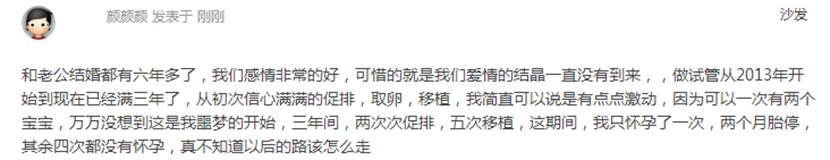 颜颜颜 发表于 刚刚 沙发
和老公结婚都有六年多了，我们感情非常的好，可惜的就是我们爱情的结晶一直没有到来，，做试管从2013年开
始到现在已经满三年了，从初次信心满满的促排，取卵，移植，我简直可以说是有点点激动，因为可以一次有两个
宝宝，万万没想到这是我噩梦的开始，三年间，两次次促排，五次移植，这期间，我只怀孕了一次，两个月胎停，
其余四次都没有怀孕，真不知道以后的路该怎么走